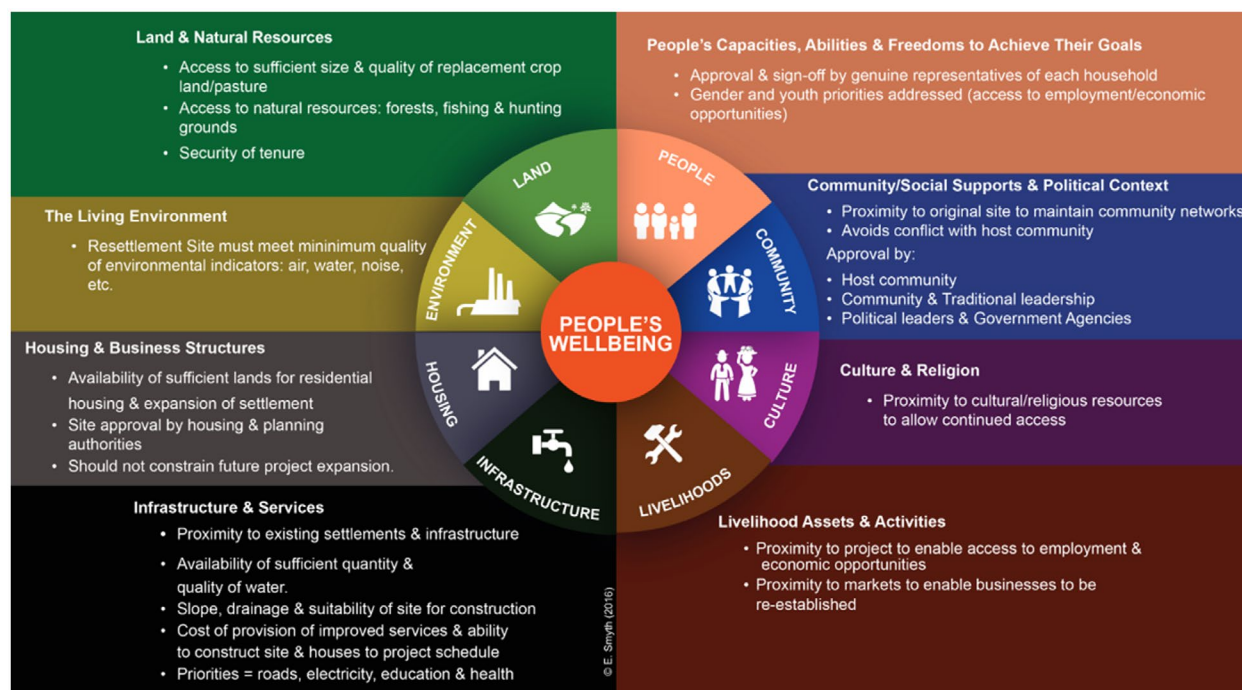 Land & Natural Resources
• Access to sufficient size & quality of replacement crop
land/pasture
• Access to natural resources: forests, fishing & hunting
grounds
• Security of tenure
The Living Environment
• Resettlement Site must meet mininimum quality
of environmental indicators: air, water, noise,
etc.
Housing & Business Structures
• Availability of sufficient lands for residential
housing & expansion of settlement
• Site approval by housing & planning
authorities
• Should not constrain future project expansion.
Infrastructure & Services
• Proximity to existing settlements & infrastructure
• Availability of sufficient quantity &
quality of water.
• Slope, drainage & suitability of site for construction
• Cost of provision of improved services & ability
to construct site & houses to project schedule
• Priorities = roads, electricity, education & health
LAND
PEOPLE
ENVIRONMENT
COMMUNITY
PEOPLE'S
WELLBEING
HOUSING
CULTURE
INFRASTRUCTURE
LIVELIHOODS
© E. Smyth (2016)
People's Capacities, Abilities & Freedoms to Achieve Their Goals
• Approval & sign-off by genuine representatives of each household
• Gender and youth priorities addressed (access to employment/economic
opportunities)
Community/Social Supports & Political Context
• Proximity to original site to maintain community networks
• Avoids conflict with host community
Approval by:
• Host community
• Community & Traditional leadership
• Political leaders & Government Agencies
Culture & Religion
• Proximity to cultural/religious resources
to allow continued access
Livelihood Assets & Activities
• Proximity to project to enable access to employment &
economic opportunities
• Proximity to markets to enable businesses to be
re-established